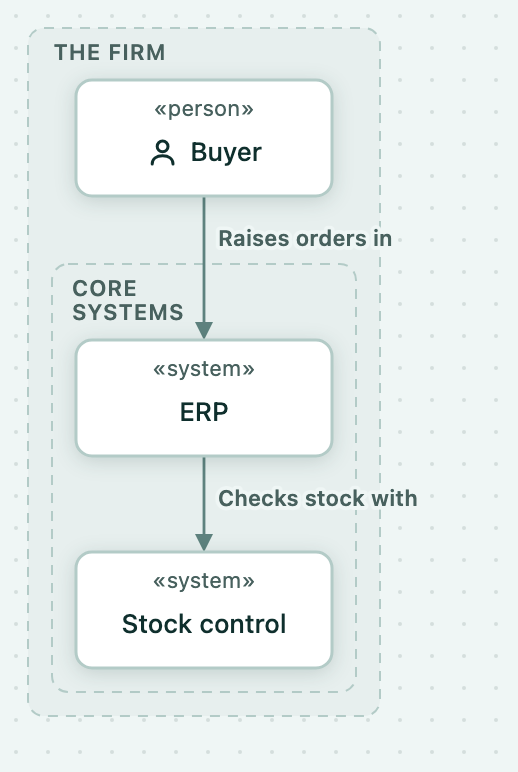 THE FIRM
«person»
Buyer
Raises orders in
CORE
SYSTEMS
«system»
ERP
Checks stock with
«system»
Stock control